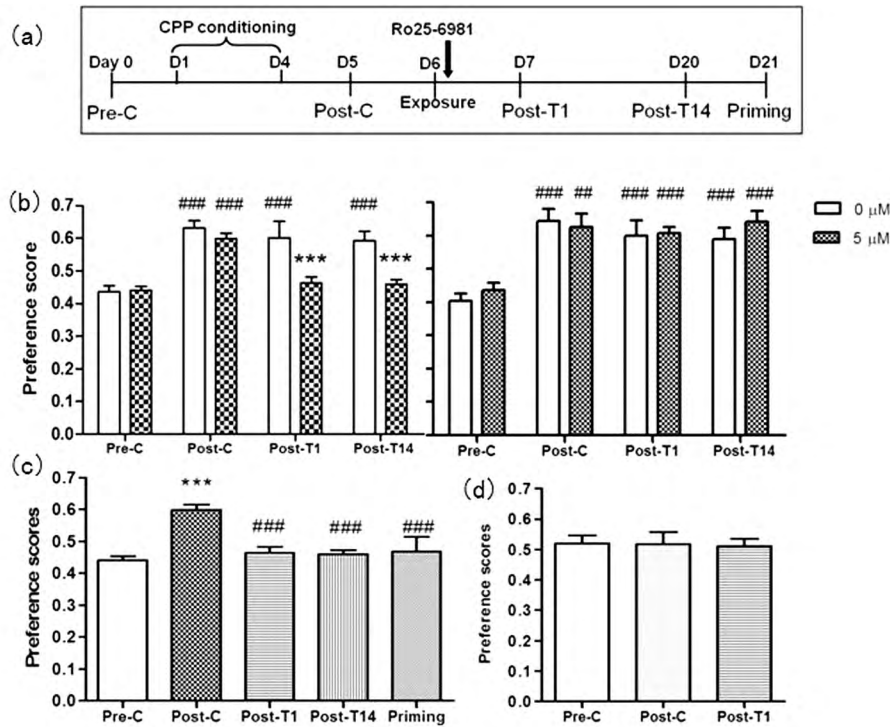 (a)
CPP conditioning
Ro25-6981
Day 0 D1 D4 D5 D6 D7 D20 D21
Pre-C Post-C Exposure Post-T1 Post-T14 Priming
(b)
Preference score
0.7
0.6
0.5
0.4
0.3
0.2
0.1
0.0
### ### ### ###
*** ***
Pre-C Post-C Post-T1 Post-T14
### ## ### ### ### ###
Pre-C Post-C Post-T1 Post-T14
0 μM
5 μM
(c)
Preference scores
0.7
0.6
0.5
0.4
0.3
0.2
0.1
0.0
***
### ### ###
Pre-C Post-C Post-T1 Post-T14 Priming
(d)
Preference scores
0.7
0.6
0.5
0.4
0.3
0.2
0.1
0.0
Pre-C Post-C Post-T1